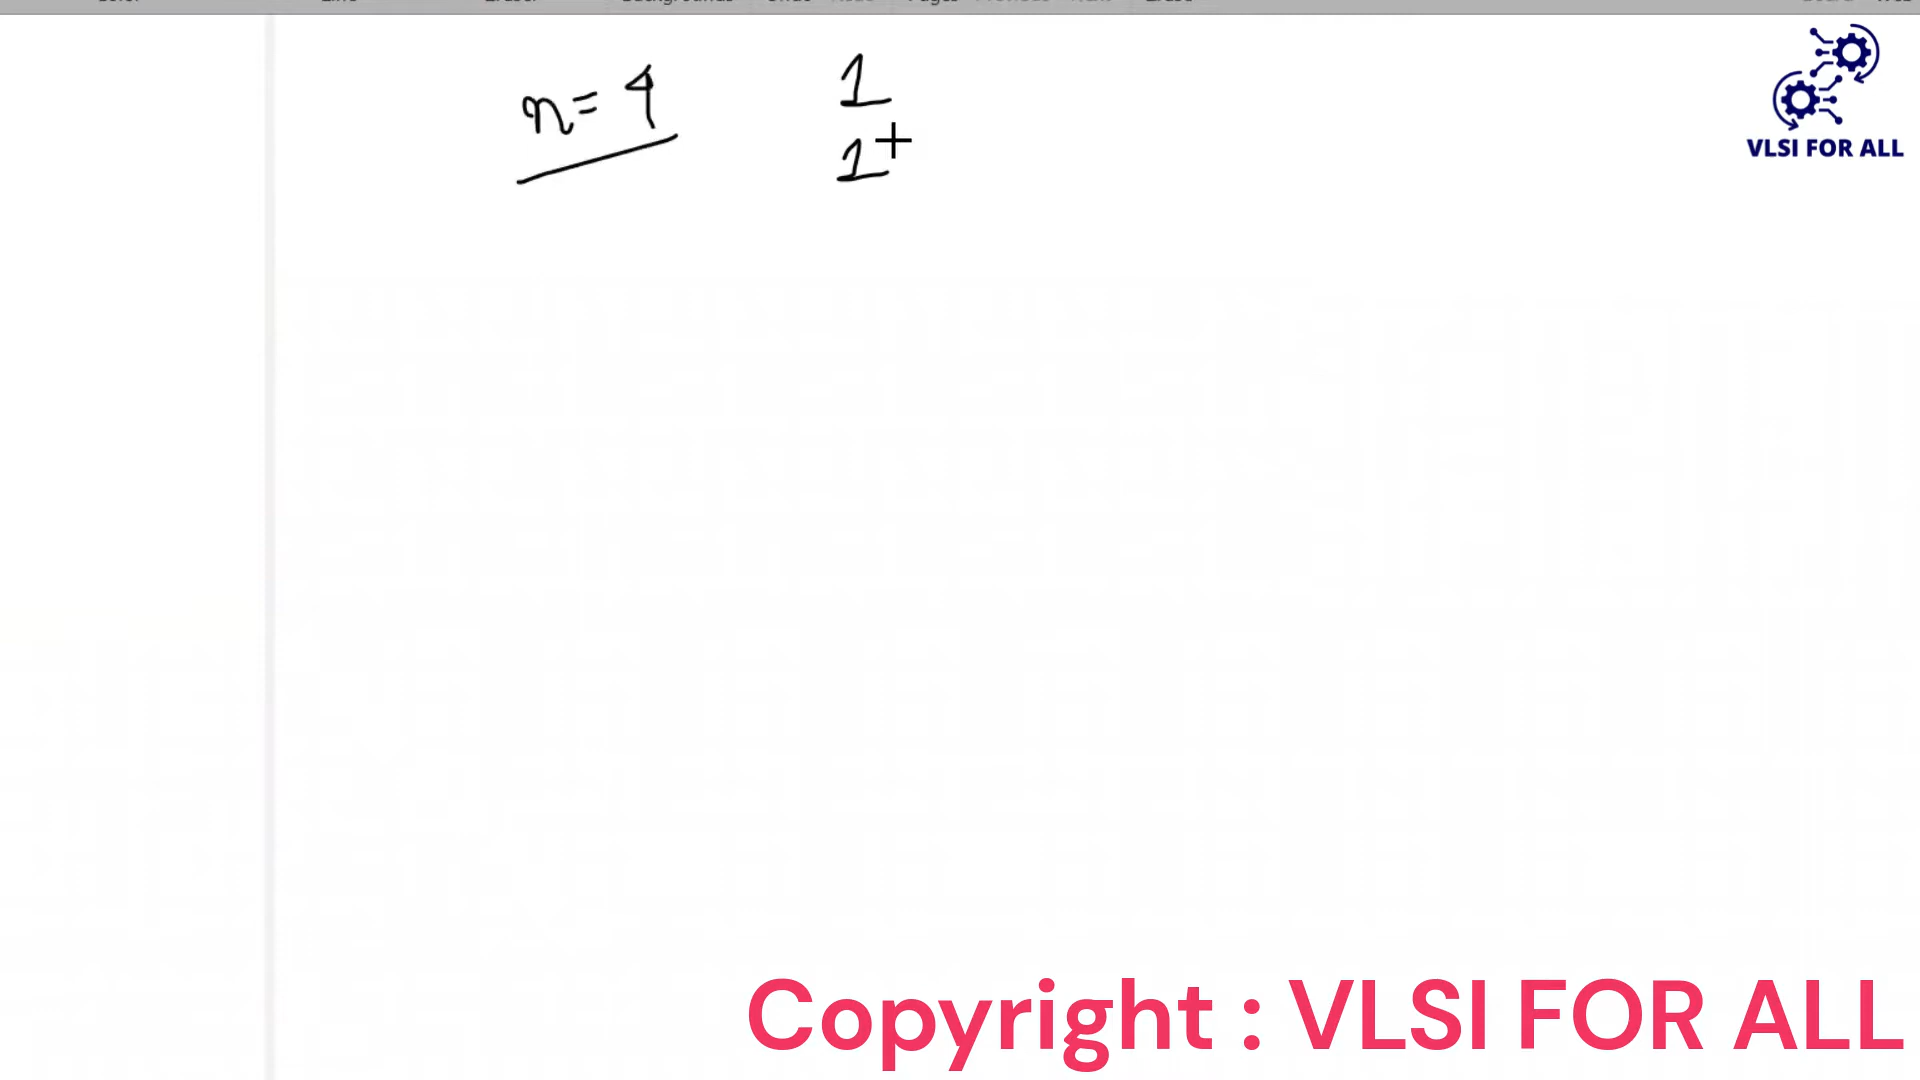 n= 4
1
1
VLSI FOR ALL
Copyright : VLSI FOR ALL